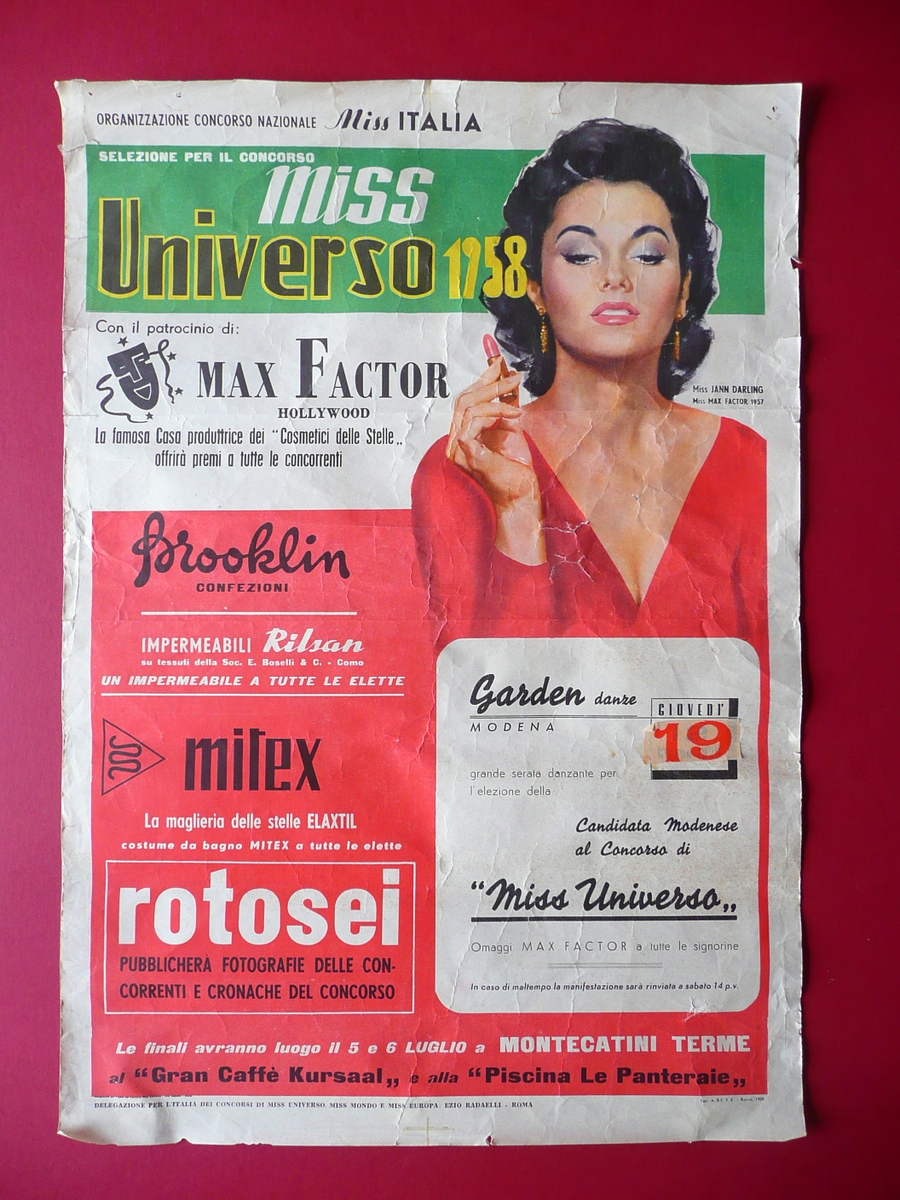 ORGANIZZAZIONE CONCORSO NAZIONALE Miss ITALIA
SELEZIONE PER IL CONCORSO
Miss
Universo 1958
Con il patrocinio di:
MAX FACTOR
HOLLYWOOD
La famosa Casa produttrice dei "Cosmetici delle Stelle„
offrirà premi a tutte le concorrenti
Miss JANN DARLING
Miss MAX FACTOR 1957
Brooklin
CONFEZIONI
IMPERMEABILI Rilsan
su tessuti della Soc. E. Boselli & C. - Como
UN IMPERMEABILE A TUTTE LE ELETTE
mitex
La maglieria delle stelle ELAXTIL
costume da bagno MITEX a tutte le elette
rotosei
PUBBLICHERÀ FOTOGRAFIE DELLE CON-
CORRENTI E CRONACHE DEL CONCORSO
Garden danze
MODENA
GIOVEDI'
19
grande serata danzante per
l'elezione della
Candidata Modenese
al Concorso di
"Miss Universo„
Omaggi MAX FACTOR a tutte le signorine
In caso di maltempo la manifestazione sarà rinviata a sabato 14 p.v.
Le finali avranno luogo il 5 e 6 LUGLIO a MONTECATINI TERME
al "Gran Caffè Kursaal„ e alla "Piscina Le Panteraie„
DELEGAZIONE PER L'ITALIA DEI CONCORSI DI MISS UNIVERSO, MISS MONDO E MISS EUROPA: EZIO RADAELLI - ROMA